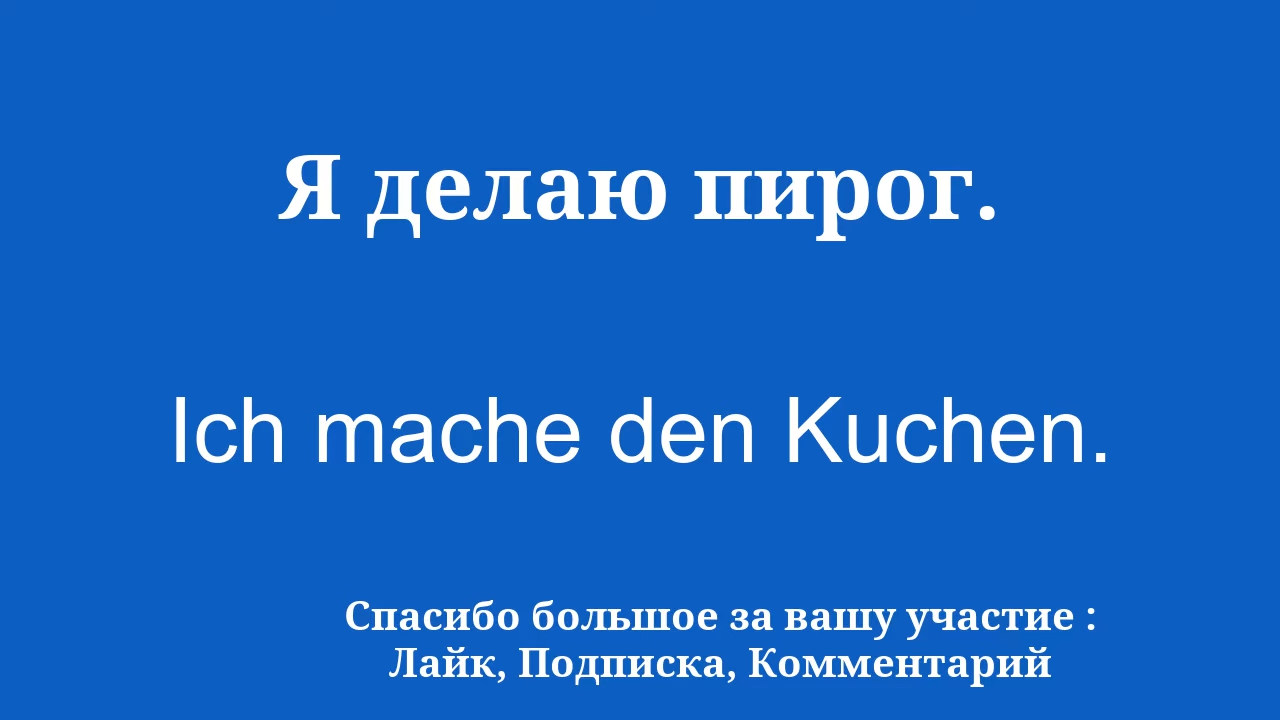 Я делаю пирог.
Ich mache den Kuchen.
Спасибо большое за вашу участие :
Лайк, Подписка, Комментарий